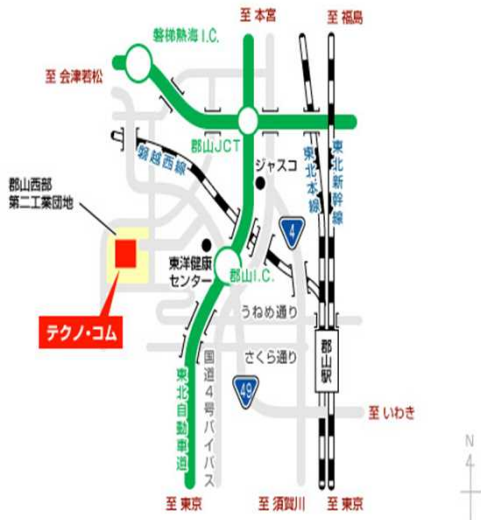 至 本宮
至 福島
磐梯熱海 I.C.
至 会津若松
郡山JCT
磐越西線
ジャスコ
東北本線
東北新幹線
郡山西部
第二工業団地
4
東洋健康
センター
郡山I.C.
テクノ・コム
うねめ通り
さくら通り
郡山駅
49
東北自動車道
国道4号バイパス
至 いわき
至 東京
至 須賀川
至 東京
N